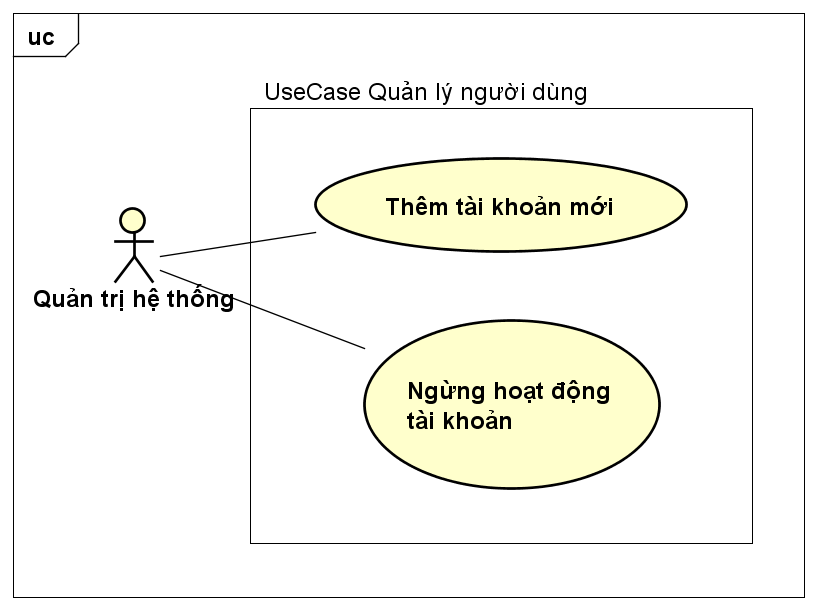 uc
UseCase Quản lý người dùng
Thêm tài khoản mới
Quản trị hệ thống
Ngừng hoạt động
tài khoản